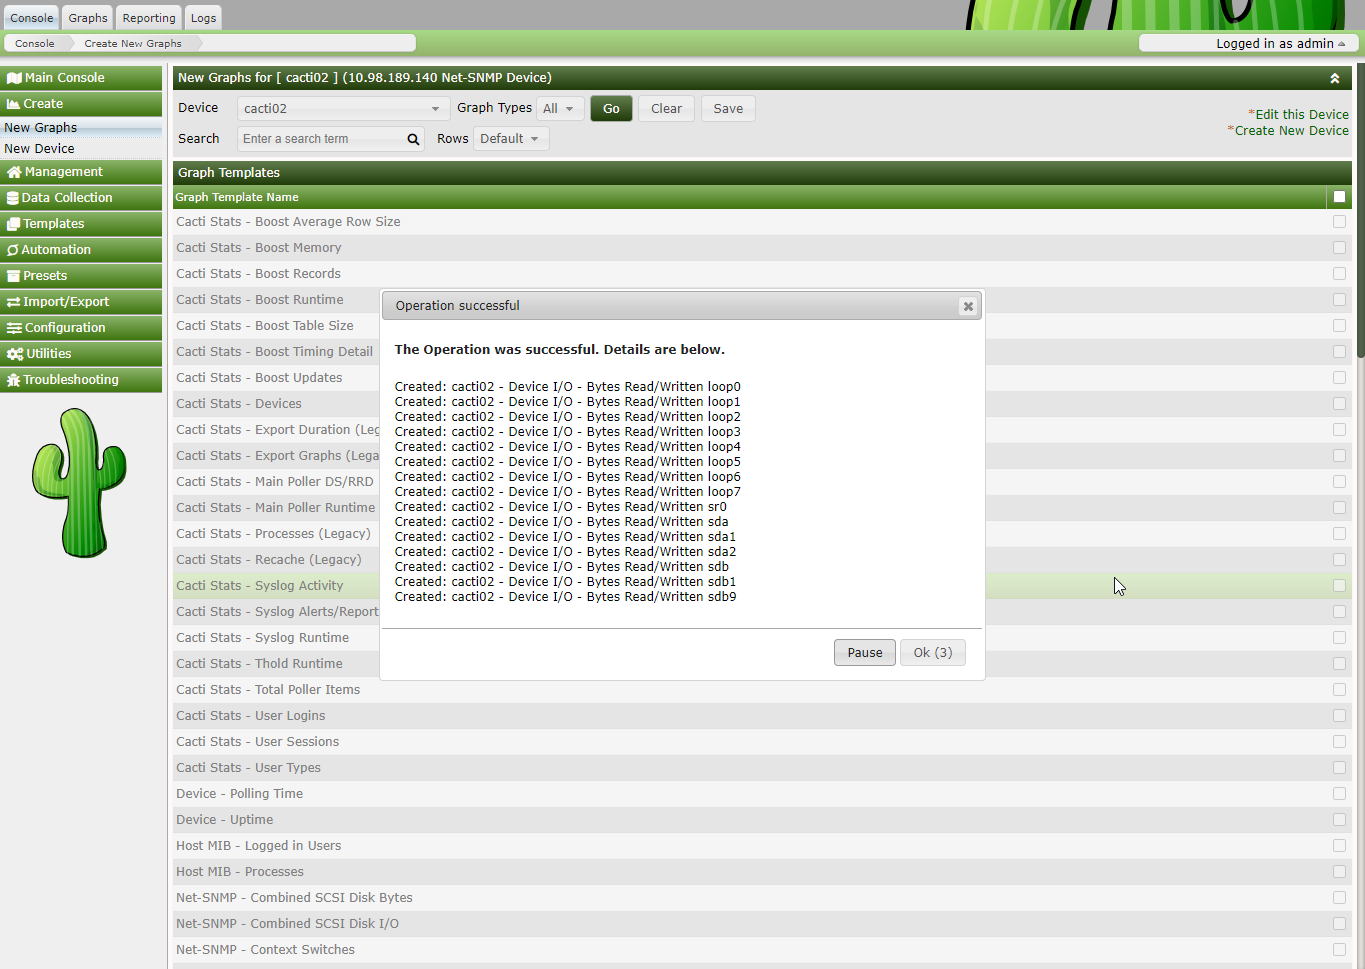 Console Graphs Reporting Logs
Console Create New Graphs Logged in as admin
Main Console
Create
New Graphs
New Device
Management
Data Collection
Templates
Automation
Presets
Import/Export
Configuration
Utilities
Troubleshooting
New Graphs for [ cacti02 ] (10.98.189.140 Net-SNMP Device)
Device cacti02 Graph Types All Go Clear Save
*Edit this Device
*Create New Device
Search Enter a search term Rows Default
Graph Templates
Graph Template Name
Cacti Stats - Boost Average Row Size
Cacti Stats - Boost Memory
Cacti Stats - Boost Records
Cacti Stats - Boost Runtime
Cacti Stats - Boost Table Size
Cacti Stats - Boost Timing Detail
Cacti Stats - Boost Updates
Cacti Stats - Devices
Cacti Stats - Export Duration (Leg
Cacti Stats - Export Graphs (Lega
Cacti Stats - Main Poller DS/RRD
Cacti Stats - Main Poller Runtime
Cacti Stats - Processes (Legacy)
Cacti Stats - Recache (Legacy)
Cacti Stats - Syslog Activity
Cacti Stats - Syslog Alerts/Report
Cacti Stats - Syslog Runtime
Cacti Stats - Thold Runtime
Cacti Stats - Total Poller Items
Cacti Stats - User Logins
Cacti Stats - User Sessions
Cacti Stats - User Types
Device - Polling Time
Device - Uptime
Host MIB - Logged in Users
Host MIB - Processes
Net-SNMP - Combined SCSI Disk Bytes
Net-SNMP - Combined SCSI Disk I/O
Net-SNMP - Context Switches
Operation successful
The Operation was successful. Details are below.
Created: cacti02 - Device I/O - Bytes Read/Written loop0
Created: cacti02 - Device I/O - Bytes Read/Written loop1
Created: cacti02 - Device I/O - Bytes Read/Written loop2
Created: cacti02 - Device I/O - Bytes Read/Written loop3
Created: cacti02 - Device I/O - Bytes Read/Written loop4
Created: cacti02 - Device I/O - Bytes Read/Written loop5
Created: cacti02 - Device I/O - Bytes Read/Written loop6
Created: cacti02 - Device I/O - Bytes Read/Written loop7
Created: cacti02 - Device I/O - Bytes Read/Written sr0
Created: cacti02 - Device I/O - Bytes Read/Written sda
Created: cacti02 - Device I/O - Bytes Read/Written sda1
Created: cacti02 - Device I/O - Bytes Read/Written sda2
Created: cacti02 - Device I/O - Bytes Read/Written sdb
Created: cacti02 - Device I/O - Bytes Read/Written sdb1
Created: cacti02 - Device I/O - Bytes Read/Written sdb9
Pause Ok (3)